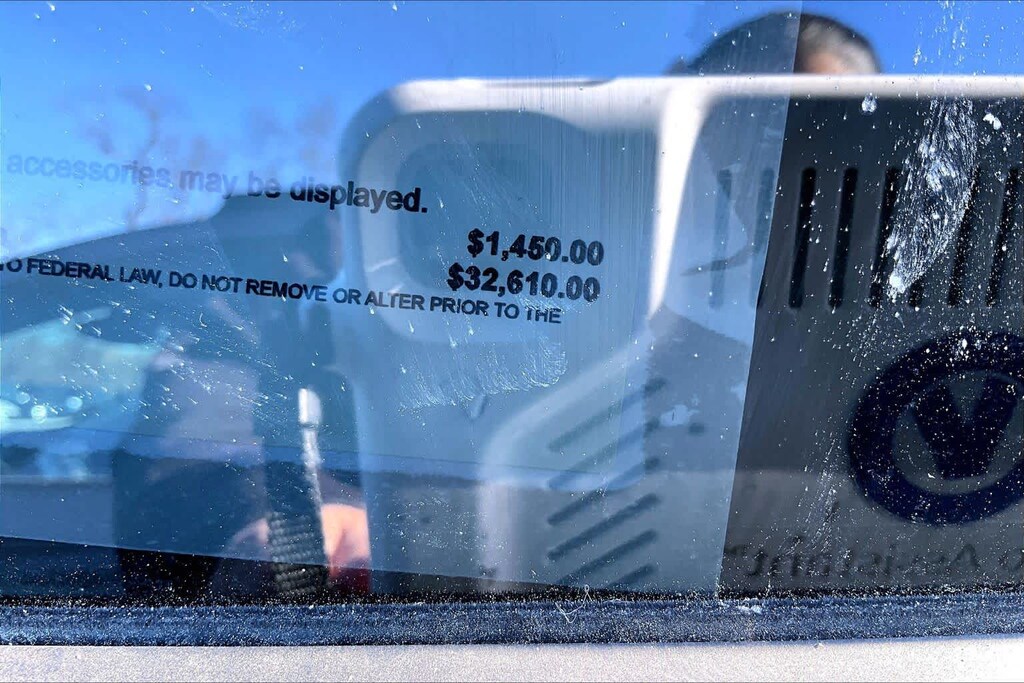 accessories may be displayed.
$1,450.00
$32,610.00
TO FEDERAL LAW, DO NOT REMOVE OR ALTER PRIOR TO THE
V